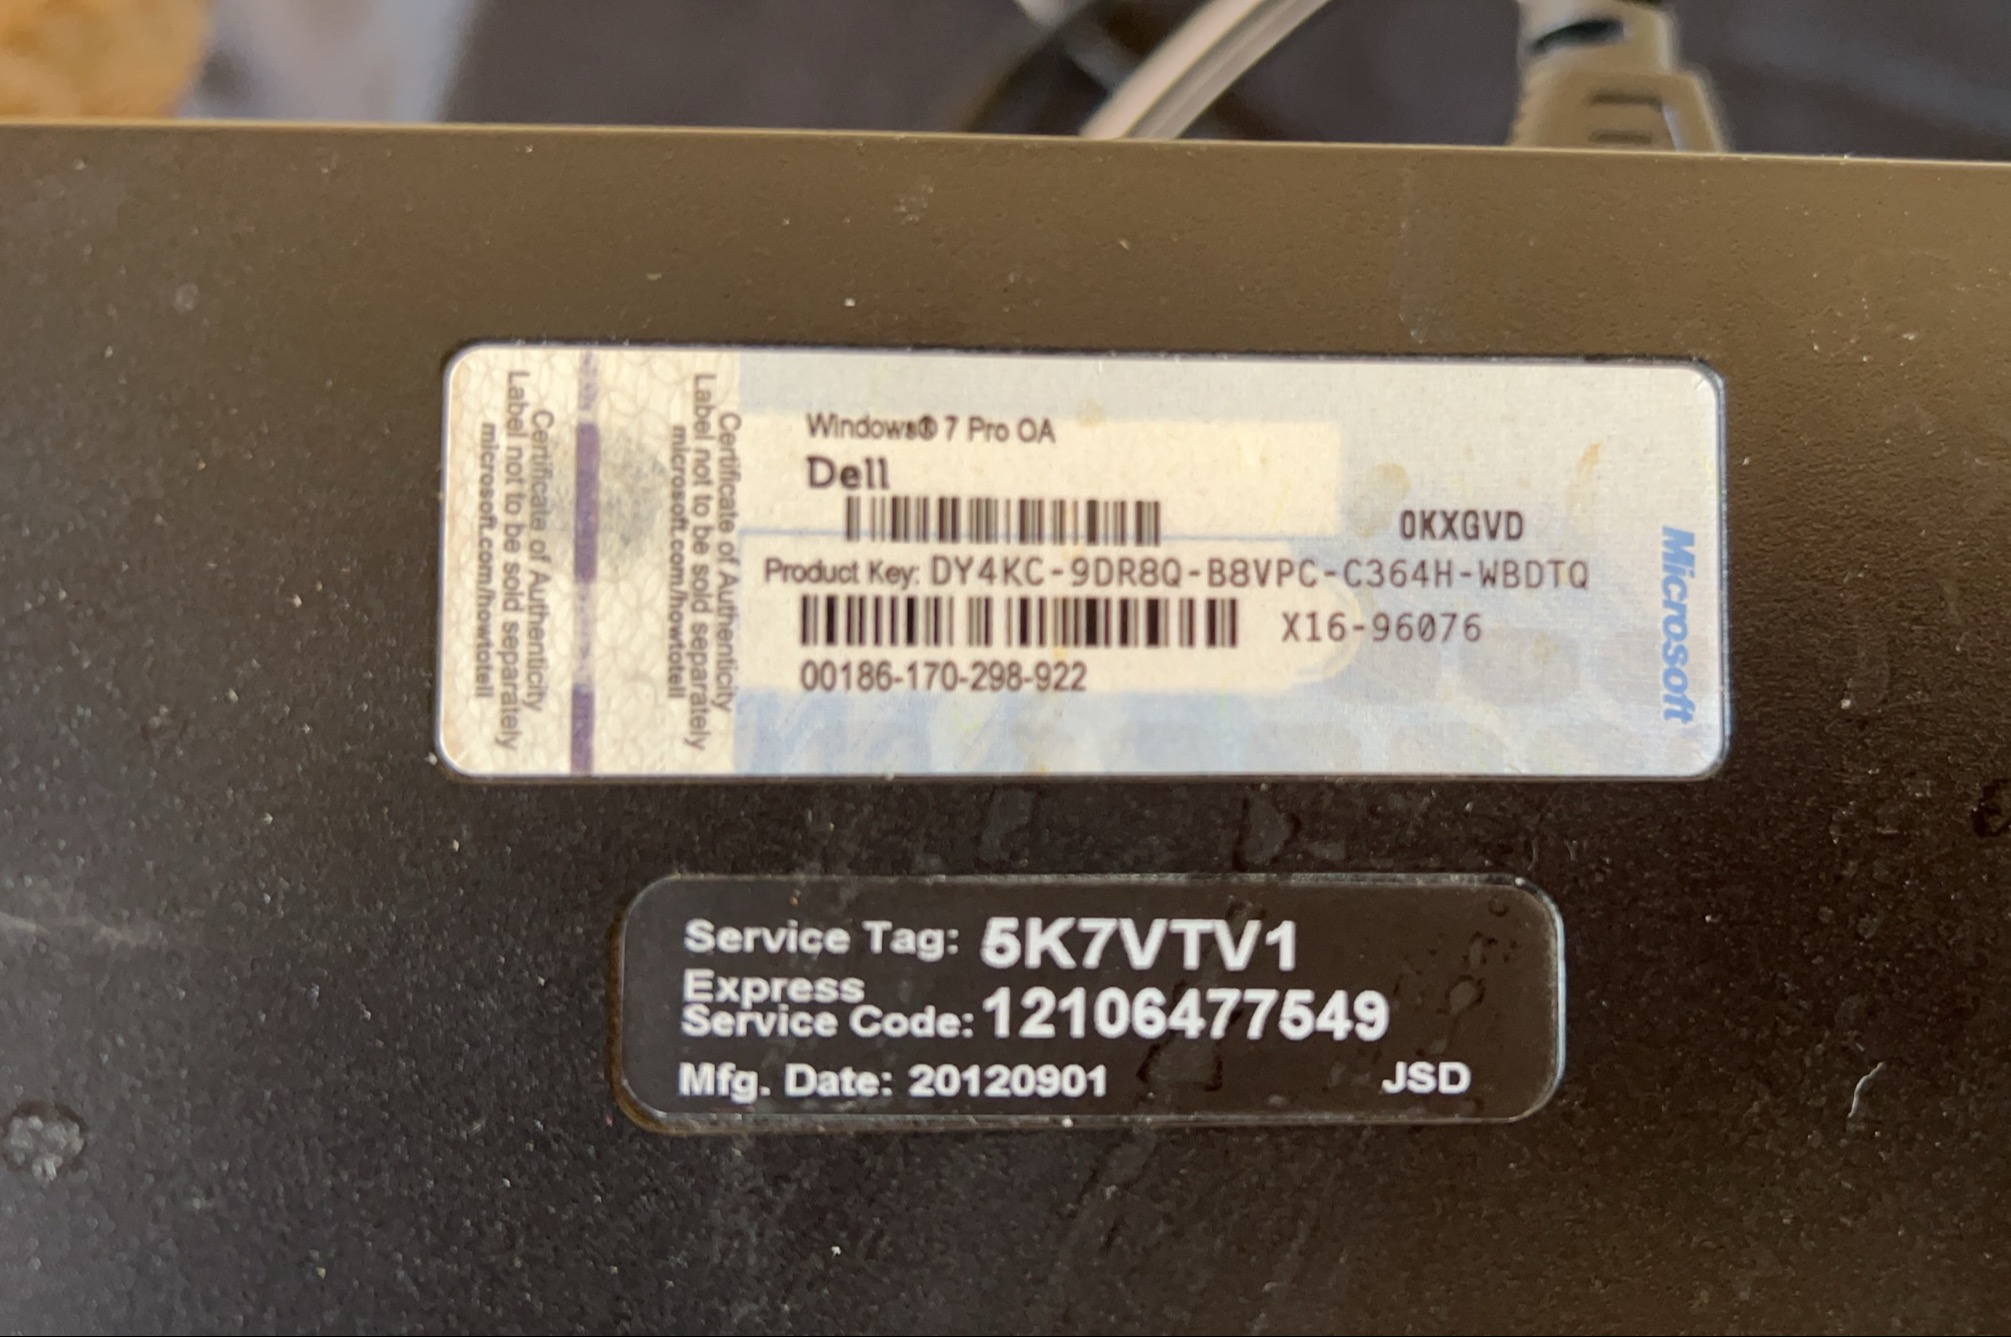 Windows® 7 Pro OA
Dell
0KXGVD
Product Key: DY4KC-9DR8Q-B8VPC-C364H-WBDTQ
X16-96076
00186-170-298-922
Microsoft
Certificate of Authenticity
Label not to be sold separately
microsoft.com/howtotell
Certificate of Authenticity
Label not to be sold separately
microsoft.com/howtotell
Service Tag: 5K7VTV1
Express
Service Code: 12106477549
Mfg. Date: 20120901 JSD